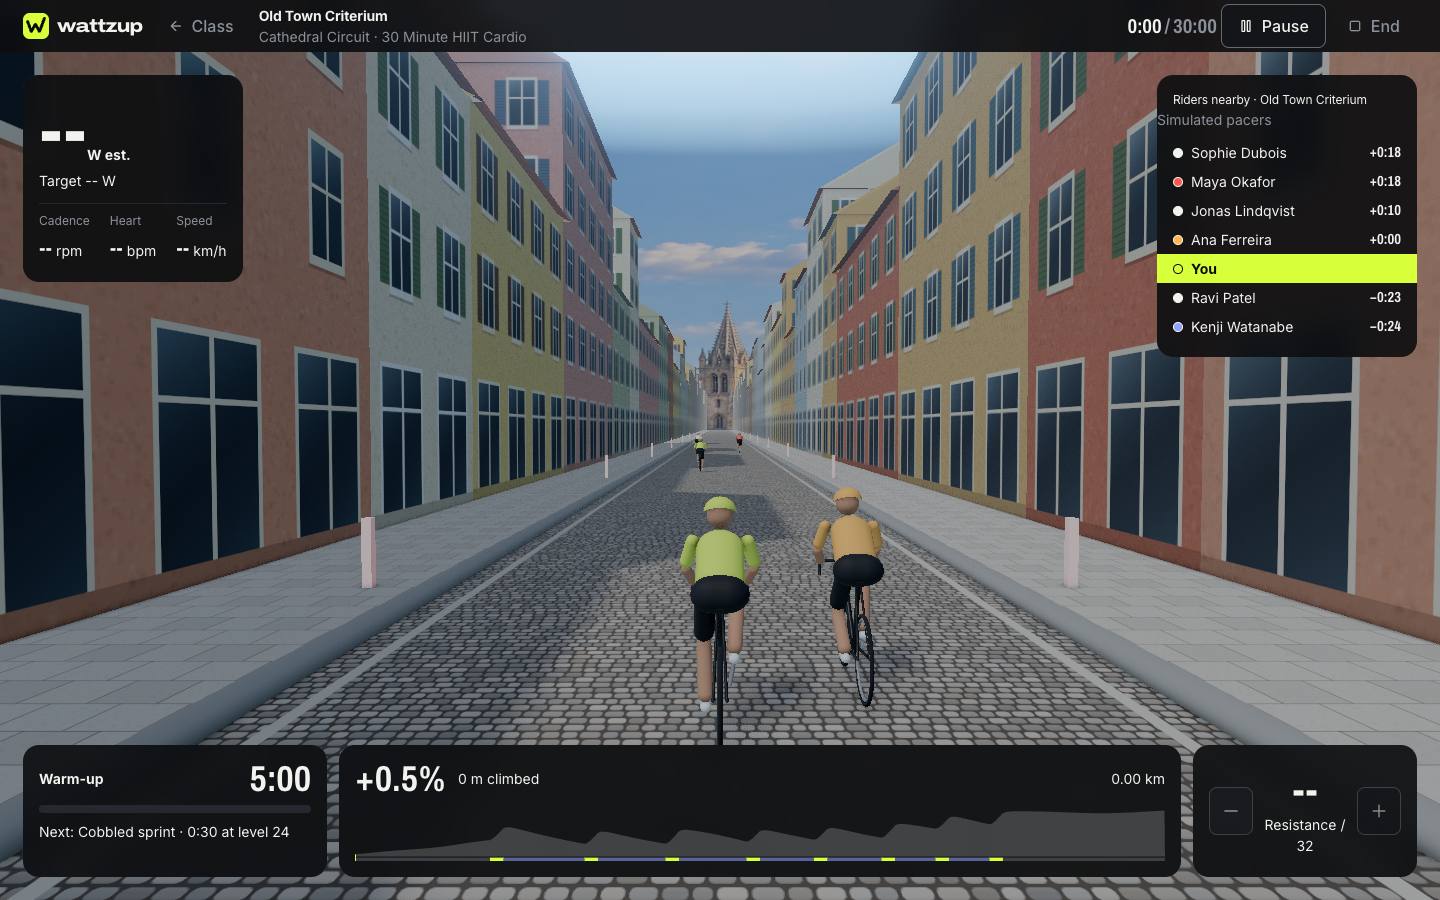 wattzup
Class
Old Town Criterium
Cathedral Circuit · 30 Minute HIIT Cardio
0:00 / 30:00
Pause
End
--
W est.
Target -- W
Cadence Heart Speed
-- rpm -- bpm -- km/h
Riders nearby · Old Town Criterium
Simulated pacers
Sophie Dubois +0:18
Maya Okafor +0:18
Jonas Lindqvist +0:10
Ana Ferreira +0:00
You
Ravi Patel −0:23
Kenji Watanabe −0:24
Warm-up 5:00
Next: Cobbled sprint · 0:30 at level 24
+0.5% 0 m climbed 0.00 km
--
Resistance /
32